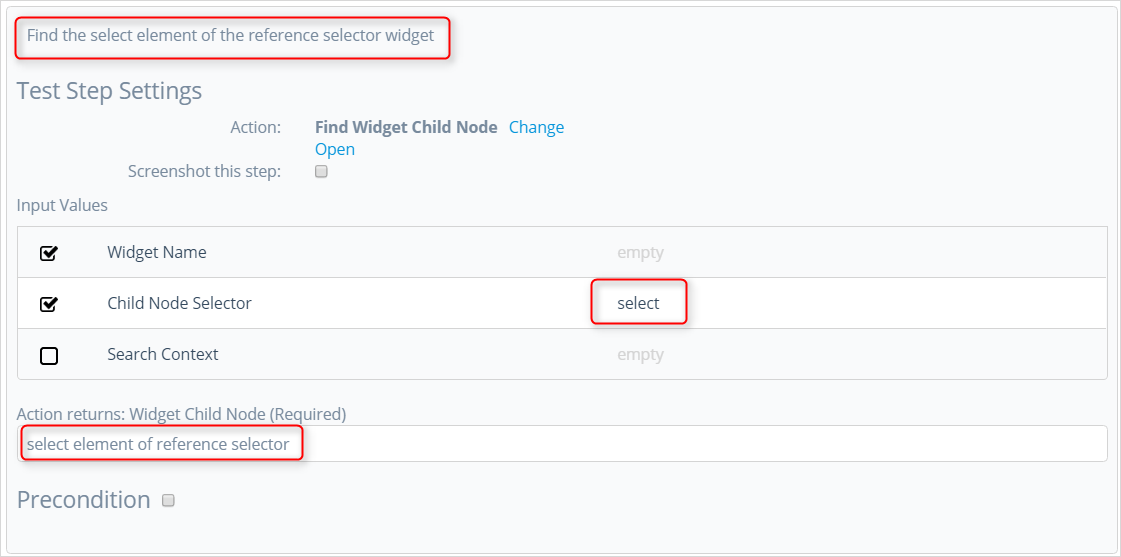 Find the select element of the reference selector widget
Test Step Settings
Action: Find Widget Child Node Change
Open
Screenshot this step:
Input Values
Widget Name empty
Child Node Selector select
Search Context empty
Action returns: Widget Child Node (Required)
select element of reference selector
Precondition